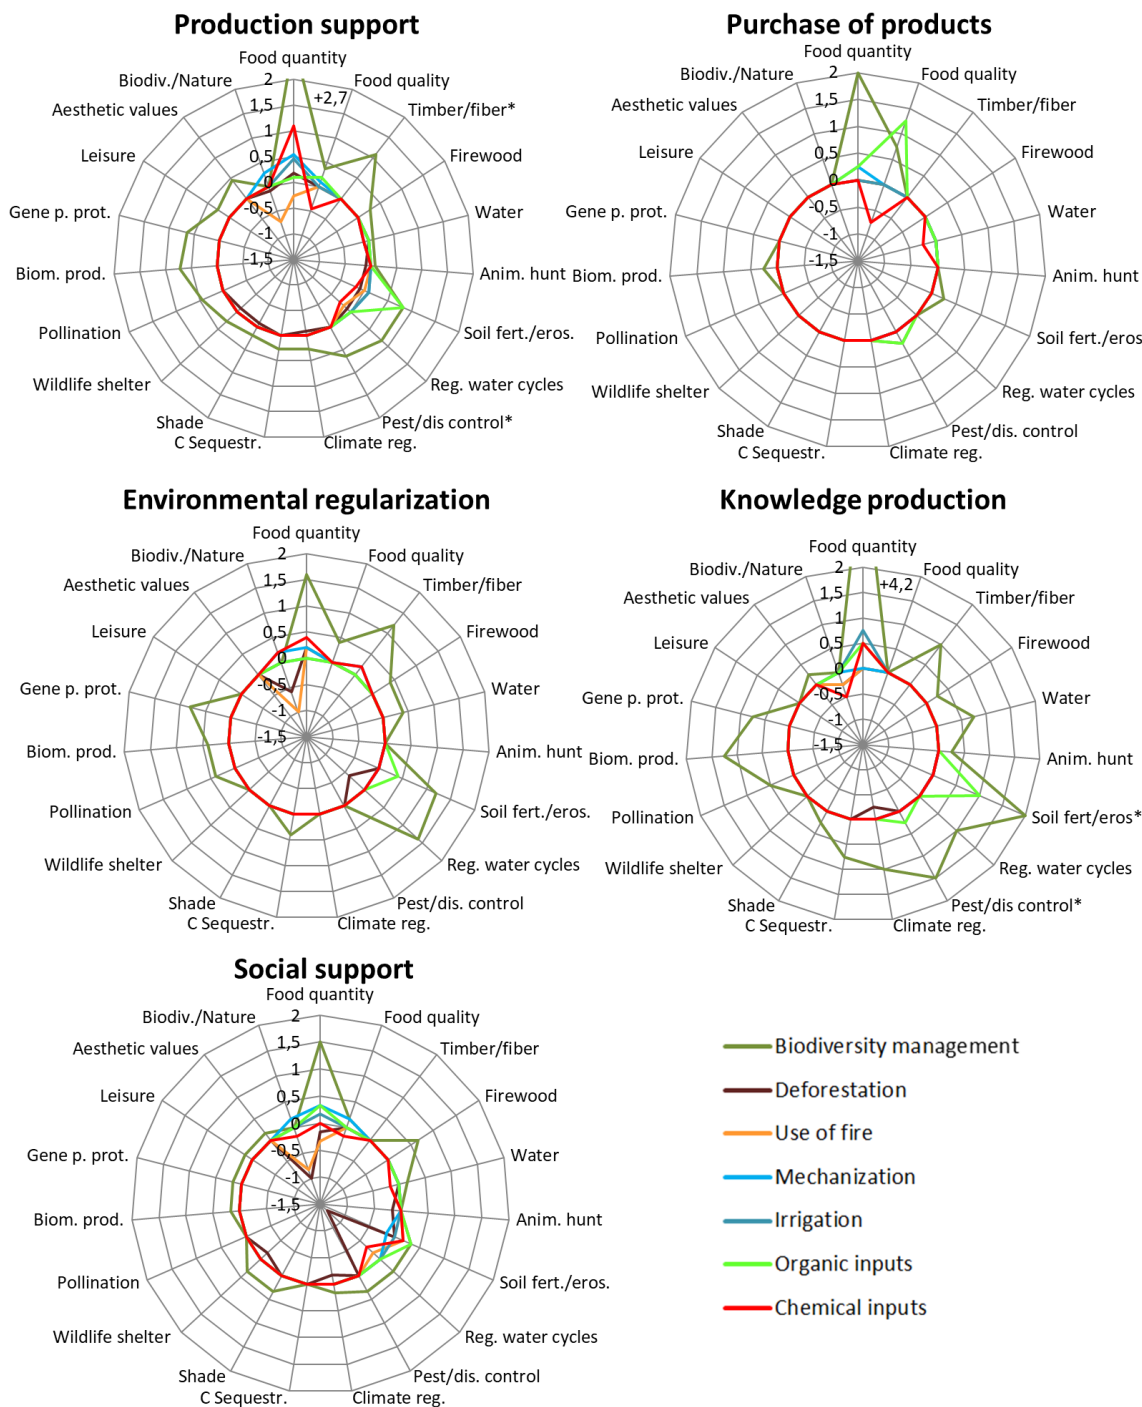 Production support
Food quantity
Food quality
Timber/fiber*
Firewood
Water
Anim. hunt
Soil fert./eros.
Reg. water cycles
Pest/dis control*
Climate reg.
C Sequestr.
Shade
Wildlife shelter
Pollination
Biom. prod.
Gene p. prot.
Leisure
Aesthetic values
Biodiv./Nature
2
1,5
1
0,5
0
-0,5
-1
-1,5
+2,7
Purchase of products
Food quantity
Food quality
Timber/fiber
Firewood
Water
Anim. hunt
Soil fert./eros
Reg. water cycles
Pest/dis. control
Climate reg.
C Sequestr.
Shade
Wildlife shelter
Pollination
Biom. prod.
Gene p. prot.
Leisure
Aesthetic values
Biodiv./Nature
2
1,5
1
0,5
0
-0,5
-1
-1,5
Environmental regularization
Food quantity
Food quality
Timber/fiber
Firewood
Water
Anim. hunt
Soil fert./eros.
Reg. water cycles
Pest/dis. control
Climate reg.
C Sequestr.
Shade
Wildlife shelter
Pollination
Biom. prod.
Gene p. prot.
Leisure
Aesthetic values
Biodiv./Nature
2
1,5
1
0,5
0
-0,5
-1
-1,5
Knowledge production
Food quantity
Food quality
Timber/fiber
Firewood
Water
Anim. hunt
Soil fert/eros*
Reg. water cycles
Pest/dis control*
Climate reg.
C Sequestr.
Shade
Wildlife shelter
Pollination
Biom. prod.
Gene p. prot.
Leisure
Aesthetic values
Biodiv./Nature
2
1,5
1
0,5
0
-0,5
-1
-1,5
+4,2
Social support
Food quantity
Food quality
Timber/fiber
Firewood
Water
Anim. hunt
Soil fert./eros.
Reg. water cycles
Pest/dis. control
Climate reg.
C Sequestr.
Shade
Wildlife shelter
Pollination
Biom. prod.
Gene p. prot.
Leisure
Aesthetic values
Biodiv./Nature
2
1,5
1
0,5
0
-0,5
-1
-1,5
Biodiversity management
Deforestation
Use of fire
Mechanization
Irrigation
Organic inputs
Chemical inputs